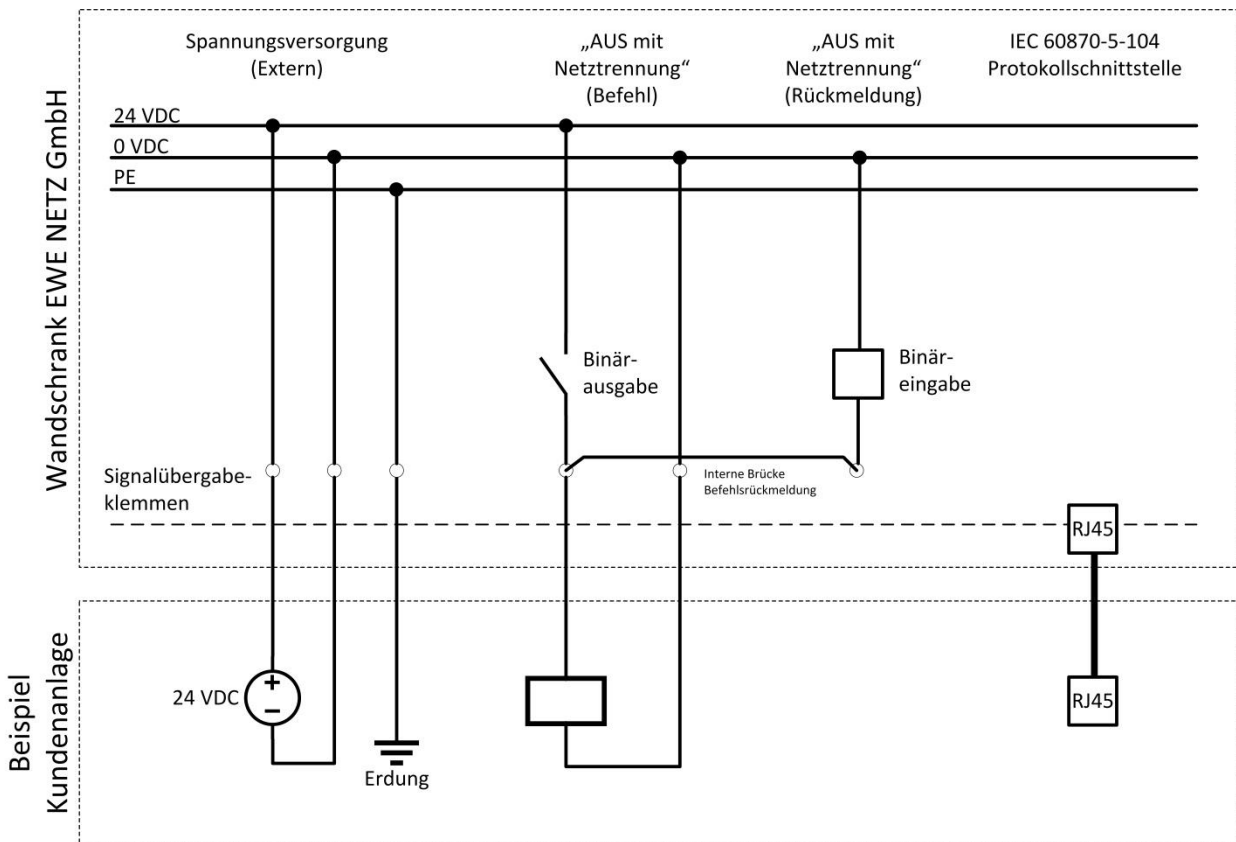 Spannungsversorgung
(Extern)
„AUS mit
Netztrennung“
(Befehl)
„AUS mit
Netztrennung“
(Rückmeldung)
IEC 60870-5-104
Protokollschnittstelle
Wandschrank EWE NETZ GmbH
24 VDC
0 VDC
PE
Binär-
ausgabe
Binär-
eingabe
Signalübergabe-
klemmen
Interne Brücke
Befehlsrückmeldung
RJ45
Beispiel
Kundenanlage
24 VDC
+
−
Erdung
RJ45